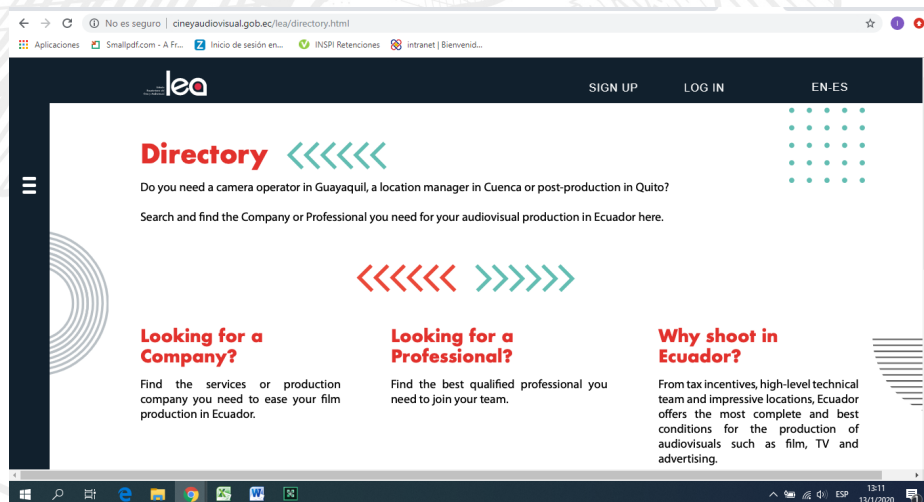 No es seguro | cineyaudiovisual.gob.ec/lea/directory.html
Aplicaciones Smallpdf.com - A Fr... Inicio de sesión en... INSPI Retenciones intranet | Bienvenid...
lea SIGN UP LOG IN EN-ES
Directory
Do you need a camera operator in Guayaquil, a location manager in Cuenca or post-production in Quito?
Search and find the Company or Professional you need for your audiovisual production in Ecuador here.
Looking for a
Company?
Find the services or production
company you need to ease your film
production in Ecuador.
Looking for a
Professional?
Find the best qualified professional you
need to join your team.
Why shoot in
Ecuador?
From tax incentives, high-level technical
team and impressive locations, Ecuador
offers the most complete and best
conditions for the production of
audiovisuals such as film, TV and
advertising.
ESP
13:11
13/1/2020